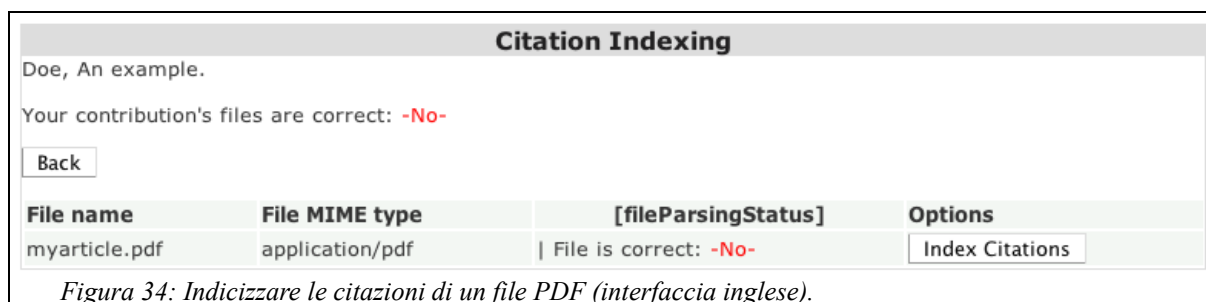 Citation Indexing
Doe, An example.
Your contribution's files are correct: -No-
Back
File name File MIME type [fileParsingStatus] Options
myarticle.pdf application/pdf | File is correct: -No- Index Citations
Figura 34: Indicizzare le citazioni di un file PDF (interfaccia inglese).